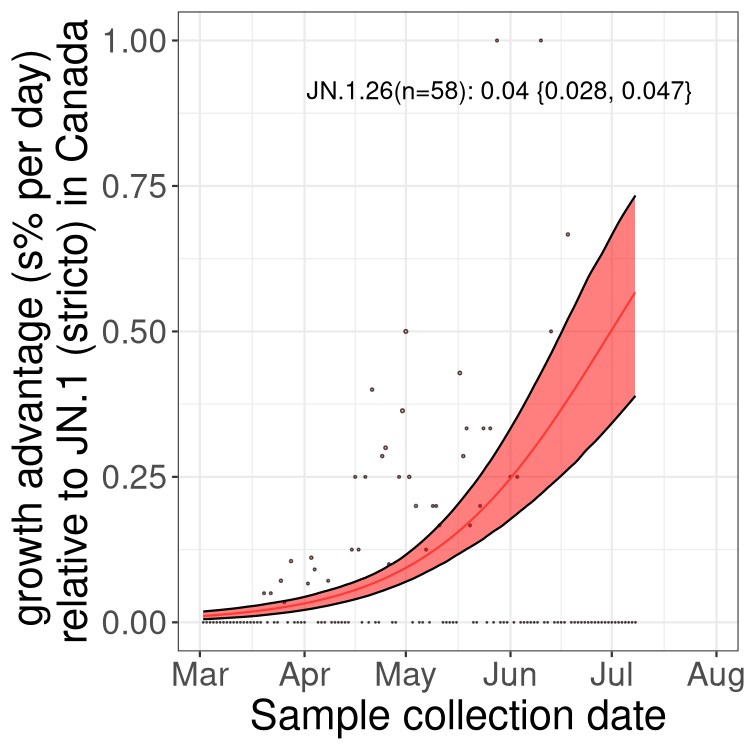 growth advantage (s% per day)
relative to JN.1 (stricto) in Canada
1.00
0.75
0.50
0.25
0.00
JN.1.26(n=58): 0.04 {0.028, 0.047}
Mar Apr May Jun Jul Aug
Sample collection date